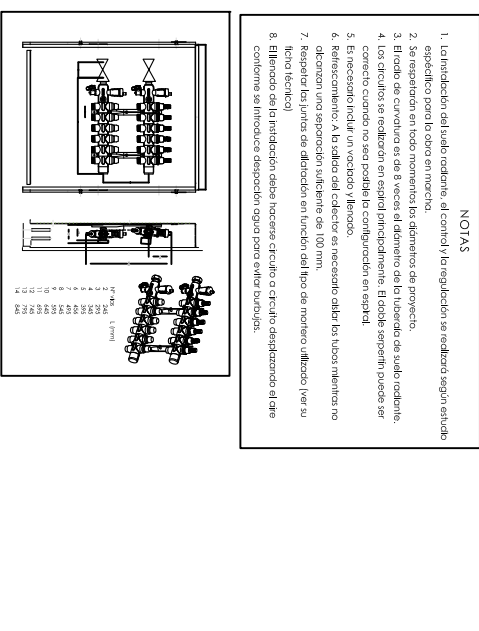 NOTAS
1. La instalación del suelo radiante, el control y la regulación se realizará según estudio
específico para la obra en marcha.
2. Se respetarán en todo momentos los diámetros de proyecto.
3. El radio de curvatura es de 8 veces el diámetro de la tubería de suelo radiante.
4. Los circuitos se realizarán en espiral principalmente. El doble serpentín puede ser
correcto cuando no sea posible la configuración en espiral.
5. Es necesario incluir un vaciado y llenado.
6. Refrescamiento: A la salida del colector es necesario aislar los tubos mientras no
alcanzan una separación suficiente de 100 mm.
7. Respetar las juntas de dilatación en función del tipo de mortero utilizado (ver su
ficha técnica)
8. El llenado de la instalación debe hacerse circuito a circuito desplazando el aire
conforme se introduce despacio agua para evitar burbujas.
Nº vías L (mm)
2 245
3 295
4 345
5 395
6 445
7 495
8 545
9 595
10 645
11 695
12 745
13 795
14 845